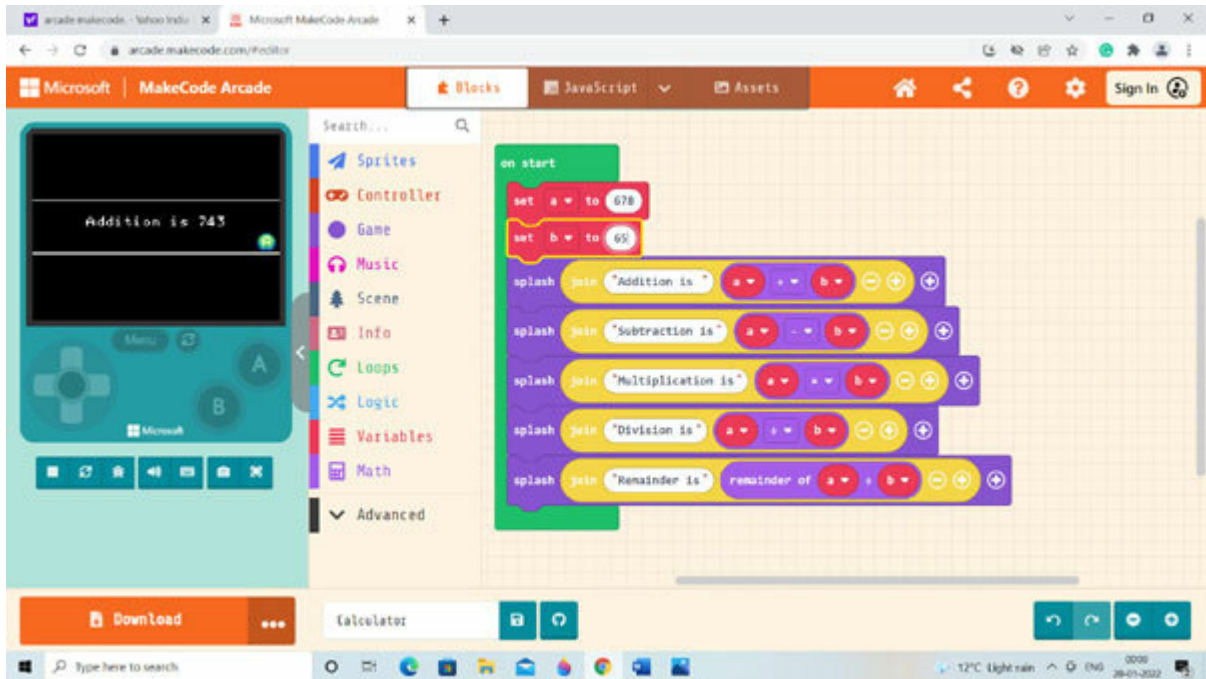 arcade makecode. - Yahoo Indi
Microsoft MakeCode Arcade
arcade.makecode.com/#editor
Microsoft | MakeCode Arcade
Blocks
JavaScript
Assets
Sign In
Search...
Sprites
Controller
Game
Music
Scene
Info
Loops
Logic
Variables
Math
Advanced
Addition is 743
Menu
A
B
Microsoft
on start
set a to 678
set b to 65
splash join "Addition is " a + b
splash join "Subtraction is" a - b
splash join "Multiplication is" a × b
splash join "Division is" a ÷ b
splash join "Remainder is" remainder of a ÷ b
Download
Calculator
Type here to search
12°C Light rain
ENG
00:00
28-01-2022